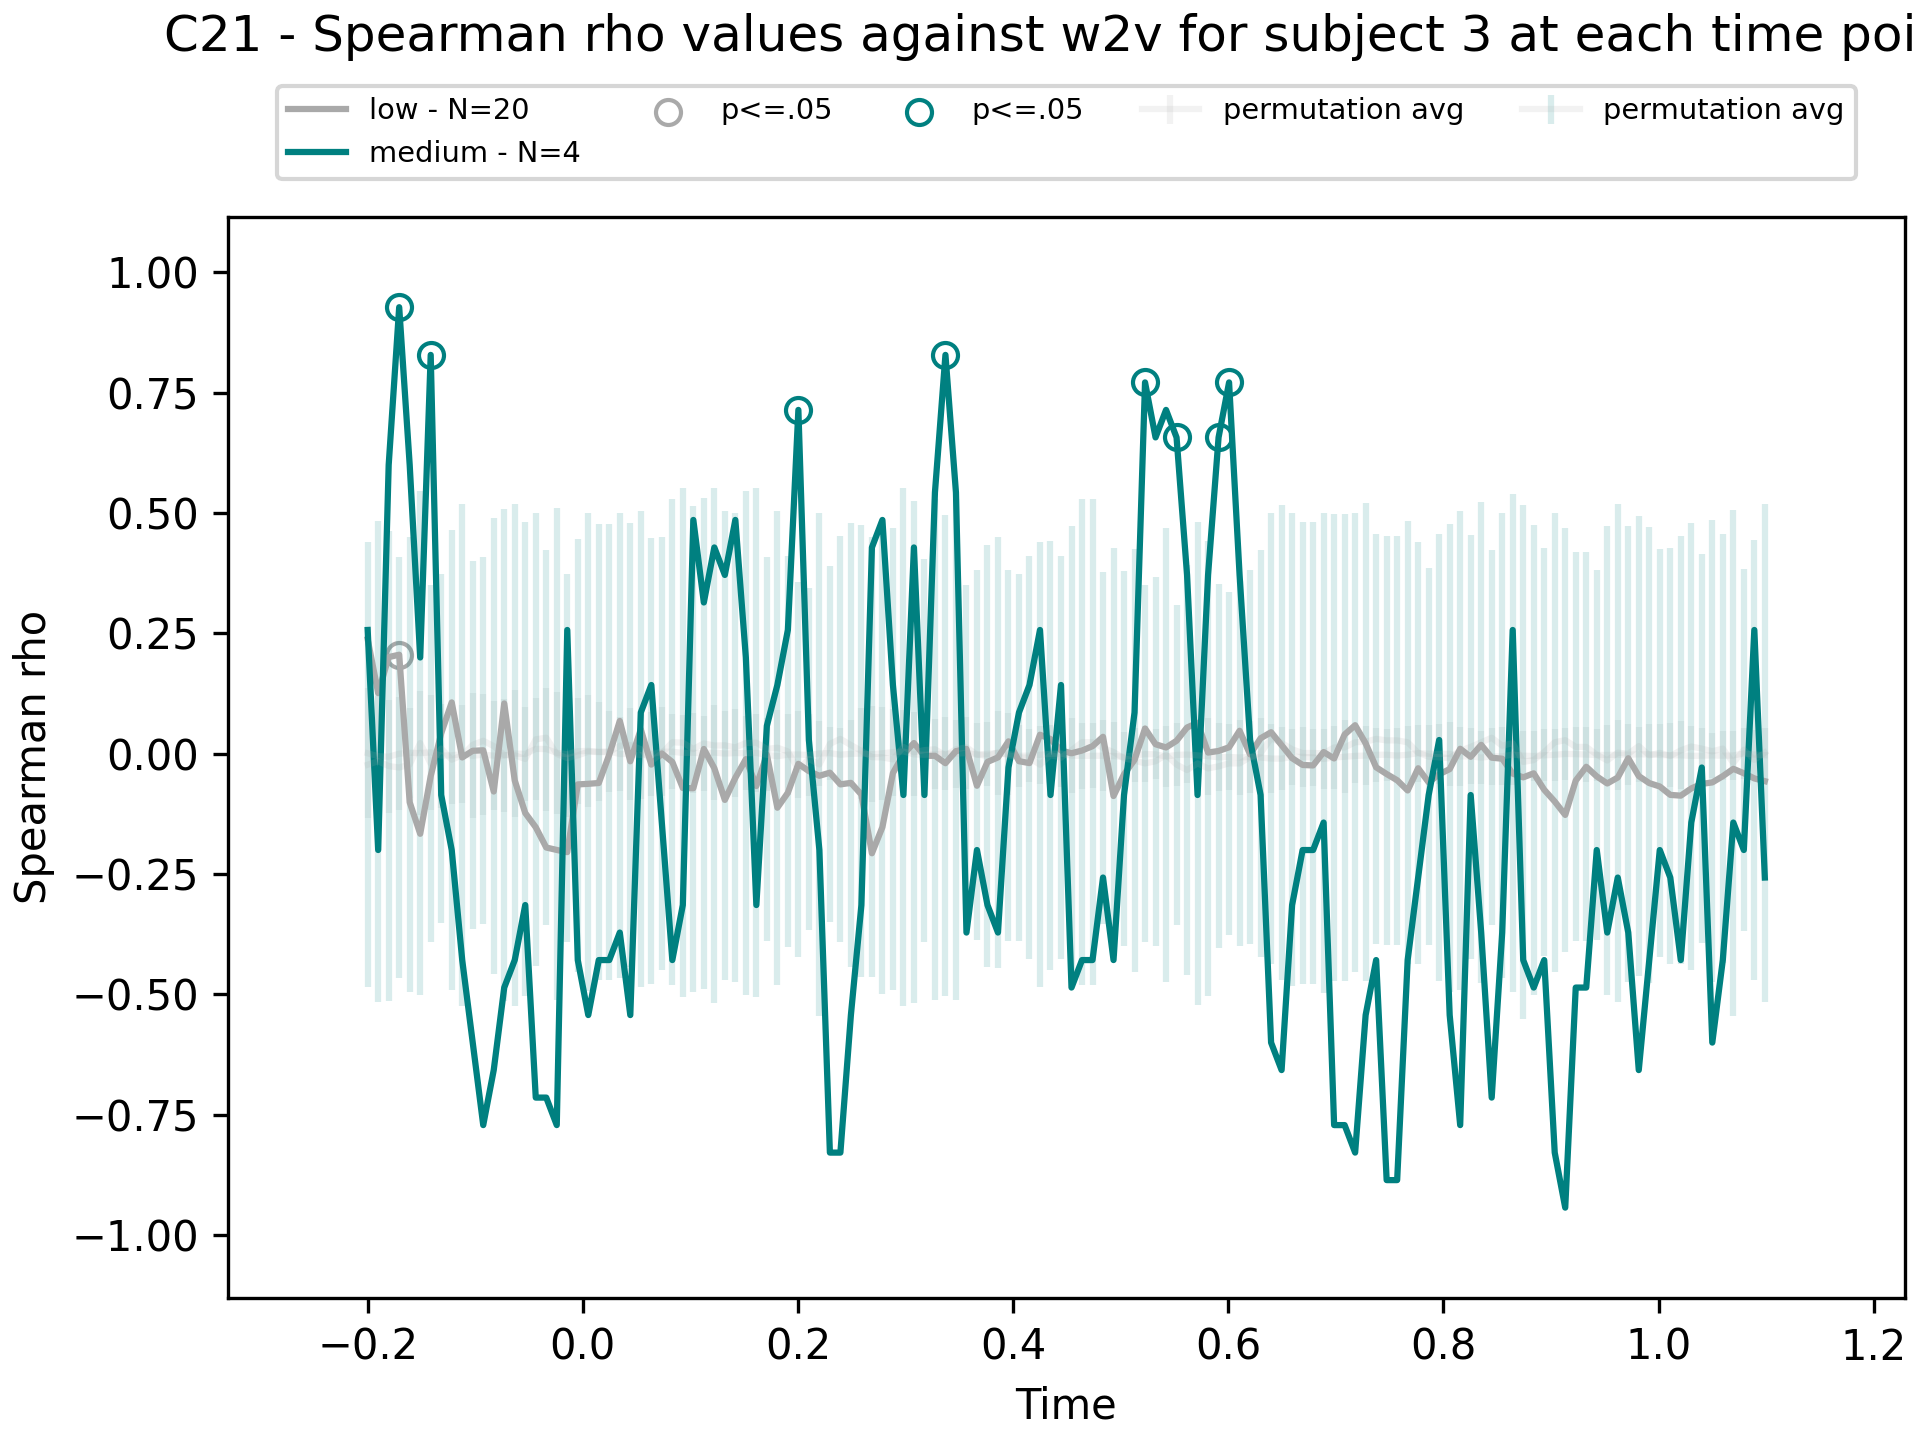 C21 - Spearman rho values against w2v for subject 3 at each time poi
low - N=20
medium - N=4
p<=.05
p<=.05
permutation avg
permutation avg
1.00
0.75
0.50
0.25
0.00
−0.25
−0.50
−0.75
−1.00
Spearman rho
−0.2 0.0 0.2 0.4 0.6 0.8 1.0 1.2
Time